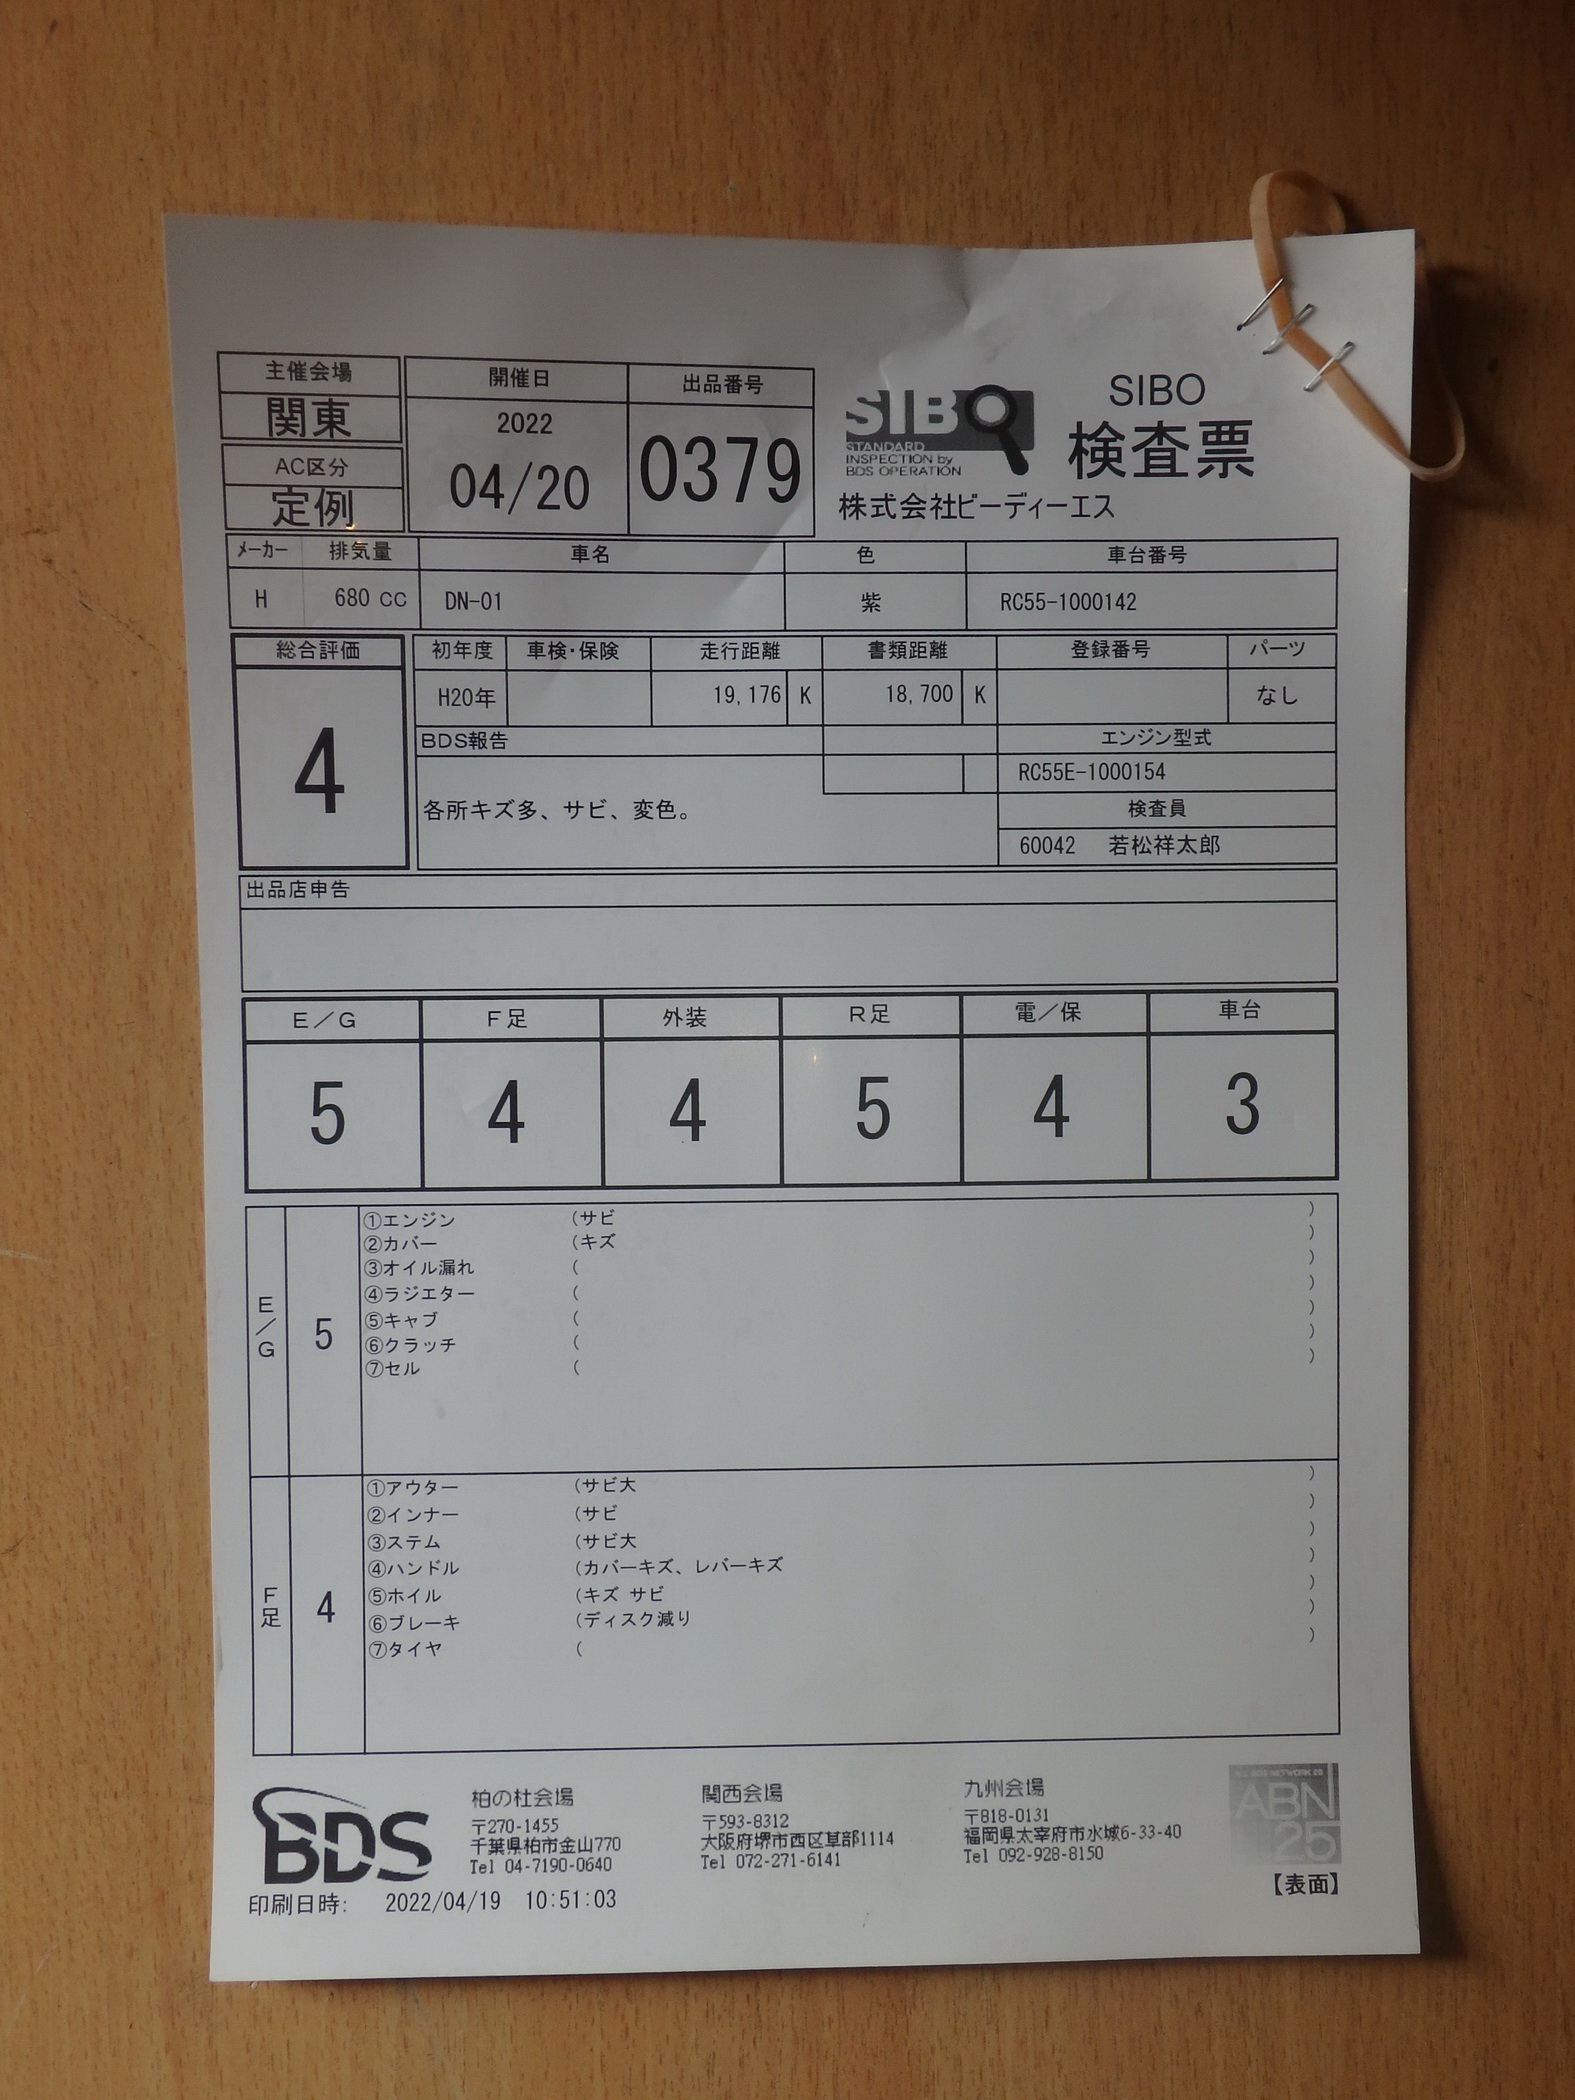 主催会場
関東
AC区分
定例
開催日
2022
04/20
出品番号
0379
SIBO
STANDARD
INSPECTION by
BDS OPERATION
株式会社ビーディーエス
SIBO
検査票
メーカー 排気量 車名 色 車台番号
H 680 CC DN-01 紫 RC55-1000142
総合評価
4
初年度 車検・保険 走行距離 書類距離 登録番号 パーツ
H20年 19,176 K 18,700 K なし
BDS報告
各所キズ多、サビ、変色。
エンジン型式
RC55E-1000154
検査員
60042 若松祥太郎
出品店申告
E/G F足 外装 R足 電/保 車台
5 4 4 5 4 3
E/G
5
①エンジン (サビ )
②カバー (キズ )
③オイル漏れ ( )
④ラジエター ( )
⑤キャブ ( )
⑥クラッチ ( )
⑦セル ( )
F足
4
①アウター (サビ大 )
②インナー (サビ )
③ステム (サビ大 )
④ハンドル (カバーキズ、レバーキズ )
⑤ホイル (キズ サビ )
⑥ブレーキ (ディスク減り )
⑦タイヤ ( )
BDS
柏の杜会場
〒270-1455
千葉県柏市金山770
Tel 04-7190-0640
関西会場
〒593-8312
大阪府堺市西区草部1114
Tel 072-271-6141
九州会場
〒818-0131
福岡県太宰府市水城6-33-40
Tel 092-928-8150
ABN
25
【表面】
印刷日時: 2022/04/19 10:51:03